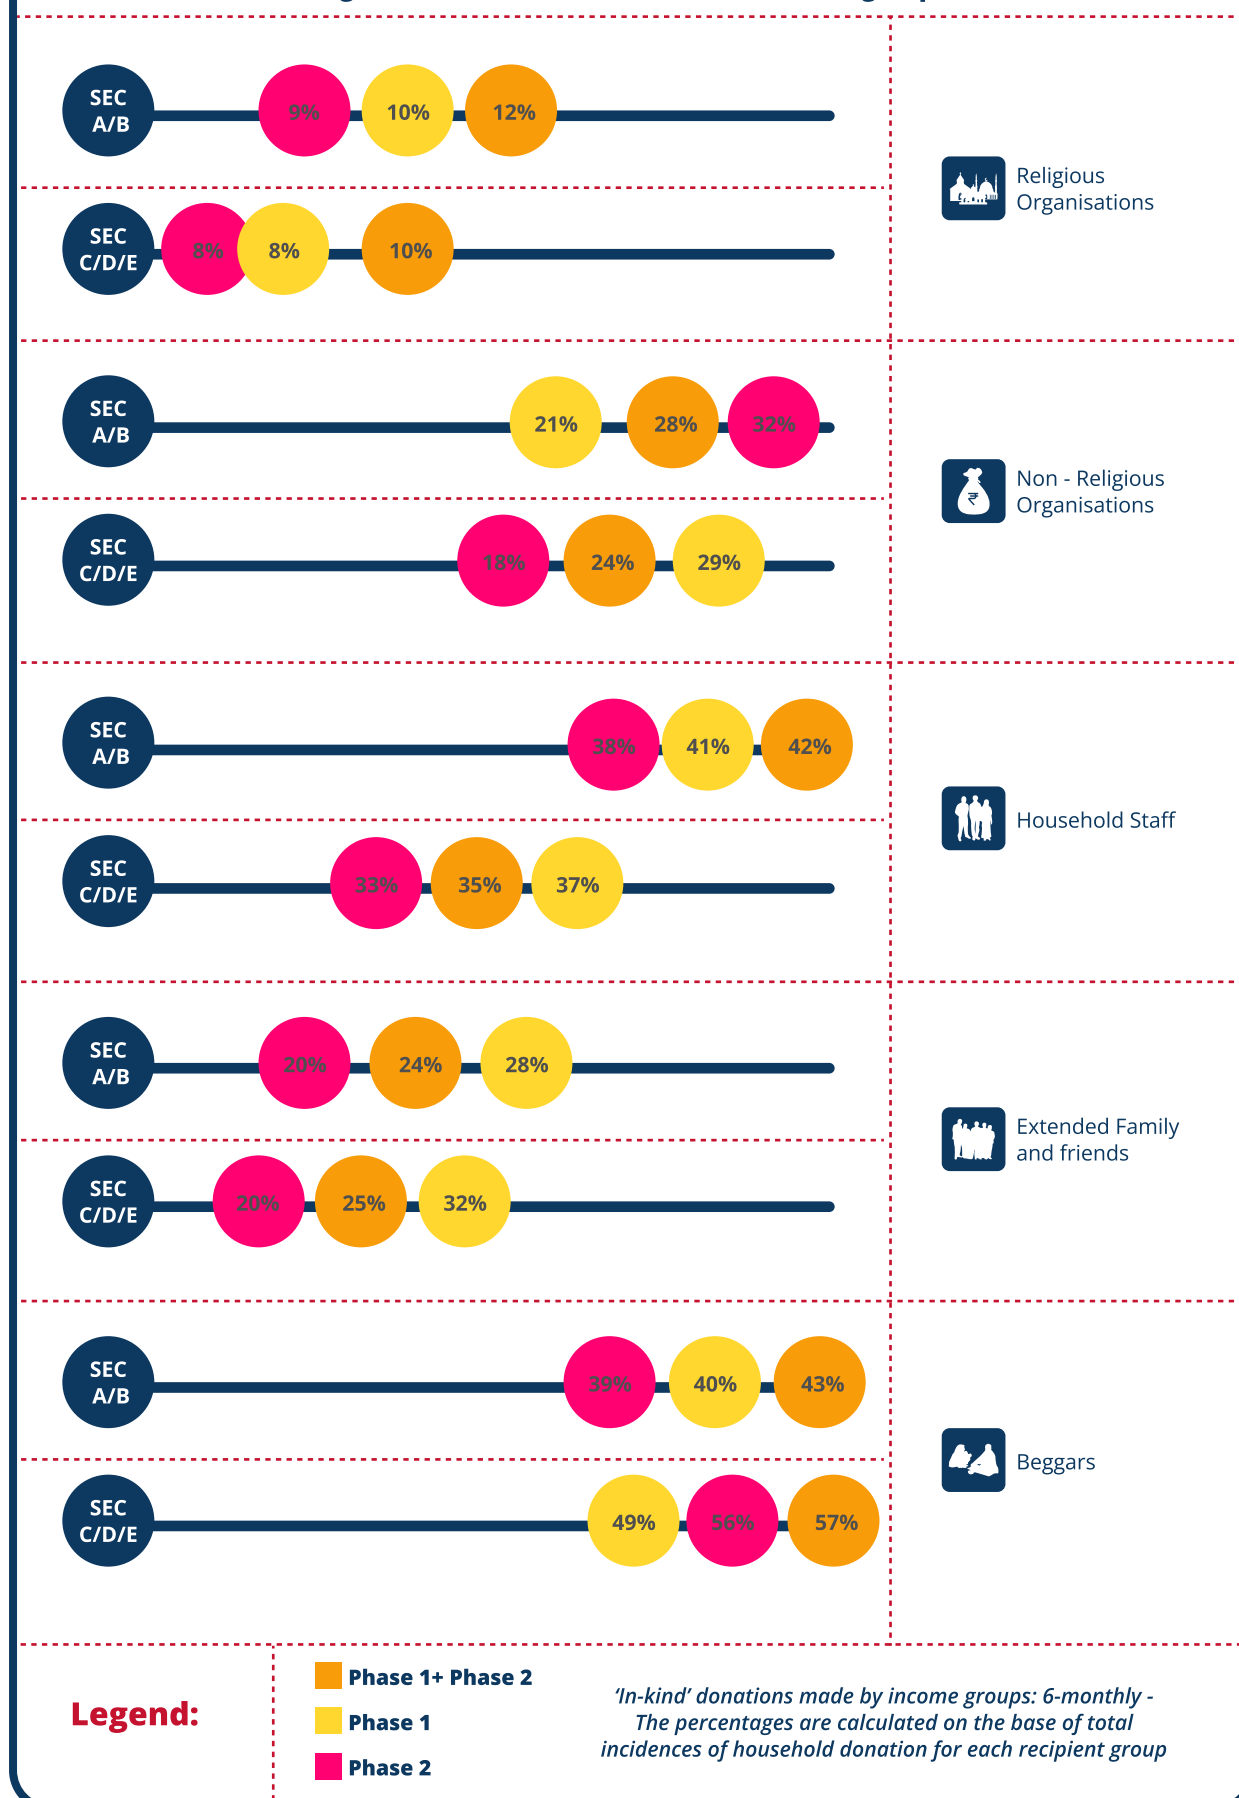 SEC
A/B
9%
10%
12%
SEC
C/D/E
8%
8%
10%
Religious
Organisations
SEC
A/B
21%
28%
32%
SEC
C/D/E
18%
24%
29%
Non - Religious
Organisations
SEC
A/B
38%
41%
42%
SEC
C/D/E
33%
35%
37%
Household Staff
SEC
A/B
20%
24%
28%
SEC
C/D/E
20%
25%
32%
Extended Family
and friends
SEC
A/B
39%
40%
43%
SEC
C/D/E
49%
56%
57%
Beggars
Legend:
Phase 1+ Phase 2
Phase 1
Phase 2
‘In-kind’ donations made by income groups: 6-monthly -
The percentages are calculated on the base of total
incidences of household donation for each recipient group